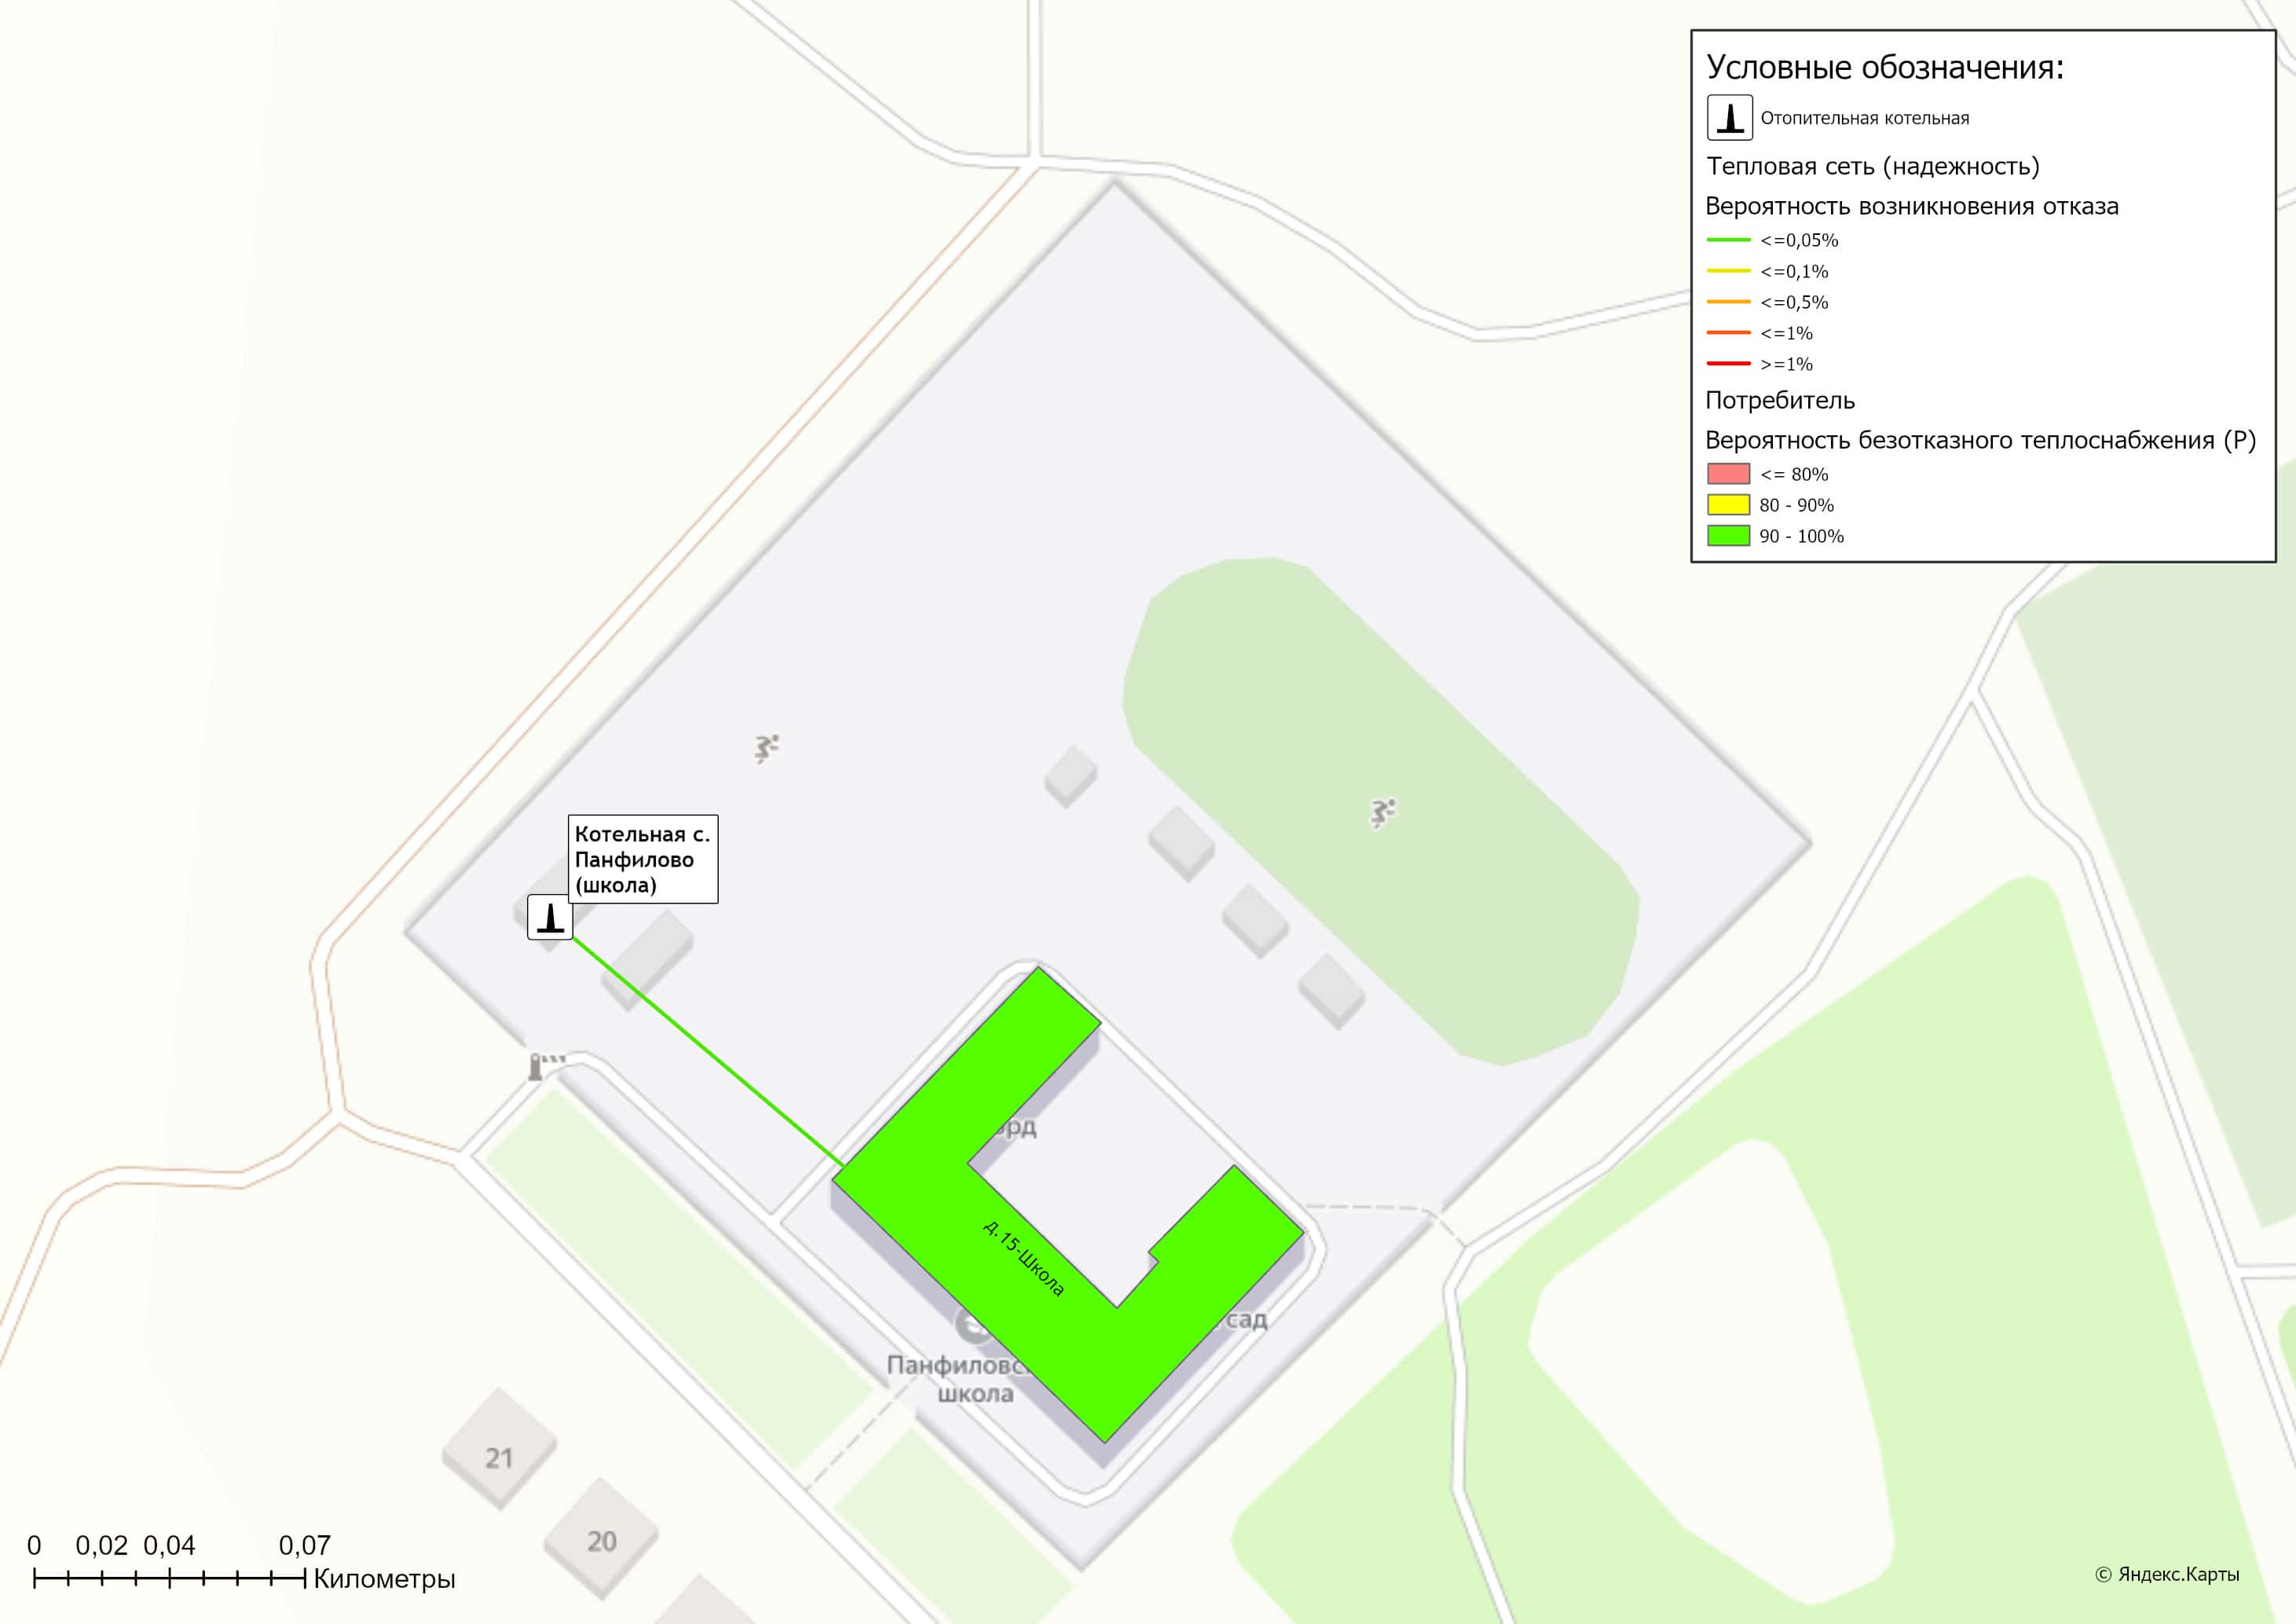 Условные обозначения:
Отопительная котельная
Тепловая сеть (надежность)
Вероятность возникновения отказа
<=0,05%
<=0,1%
<=0,5%
<=1%
>=1%
Потребитель
Вероятность безотказного теплоснабжения (P)
<= 80%
80 - 90%
90 - 100%
Котельная с.
Панфилово
(школа)
д.15-Школа
школа
21
20
0 0,02 0,04 0,07
Километры
© Яндекс.Карты